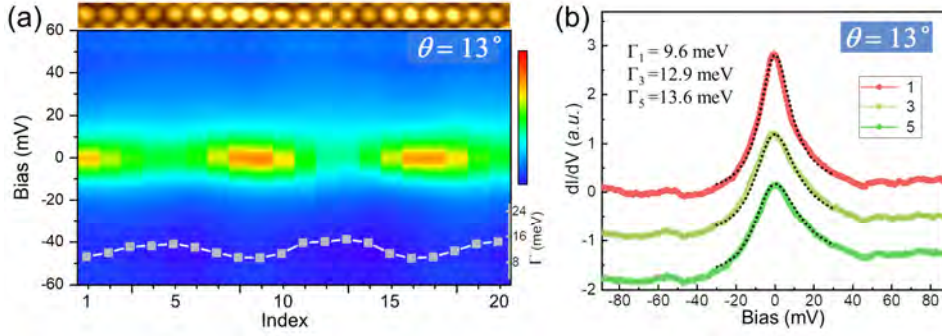 (a)
θ = 13°
Bias (mV)
60
40
20
0
-20
-40
-60
24
16
8
Γ (meV)
1 5 10 15 20
Index
(b)
θ = 13°
Γ1 = 9.6 meV
Γ3 = 12.9 meV
Γ5 =13.6 meV
1
3
5
dI/dV (a.u.)
3
2
1
0
-1
-2
-80 -60 -40 -20 0 20 40 60 80
Bias (mV)